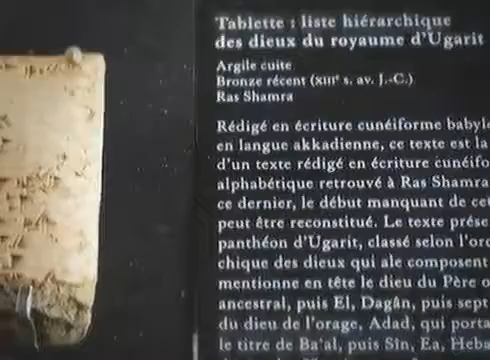 Tablette : liste hiérarchique
des dieux du royaume d'Ugarit
Argile cuite
Bronze récent (XIIIᵉ s. av. J.-C.)
Ras Shamra
Rédigé en écriture cunéiforme babyl
en langue akkadienne, ce texte est la
d'un texte rédigé en écriture cunéifo
alphabétique retrouvé à Ras Shamra
ce dernier, le début manquant de cet
peut être reconstitué. Le texte prése
panthéon d'Ugarit, classé selon l'or
chique des dieux qui ale composent
mentionne en tête le dieu du Père o
ancestral, puis El, Dagân, puis sept
du dieu de l'orage, Adad, qui porta
le titre de Ba'al, puis Sîn, Ea, Heba